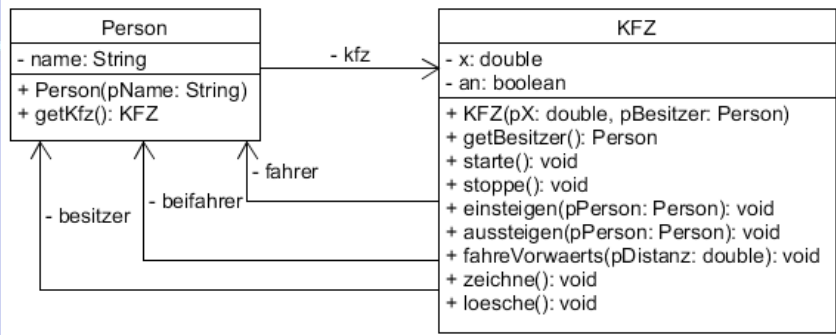 Person
- name: String
+ Person(pName: String)
+ getKfz(): KFZ
- kfz
KFZ
- x: double
- an: boolean
+ KFZ(pX: double, pBesitzer: Person)
+ getBesitzer(): Person
+ starte(): void
+ stoppe(): void
+ einsteigen(pPerson: Person): void
+ aussteigen(pPerson: Person): void
+ fahreVorwaerts(pDistanz: double): void
+ zeichne(): void
+ loesche(): void
- fahrer
- beifahrer
- besitzer